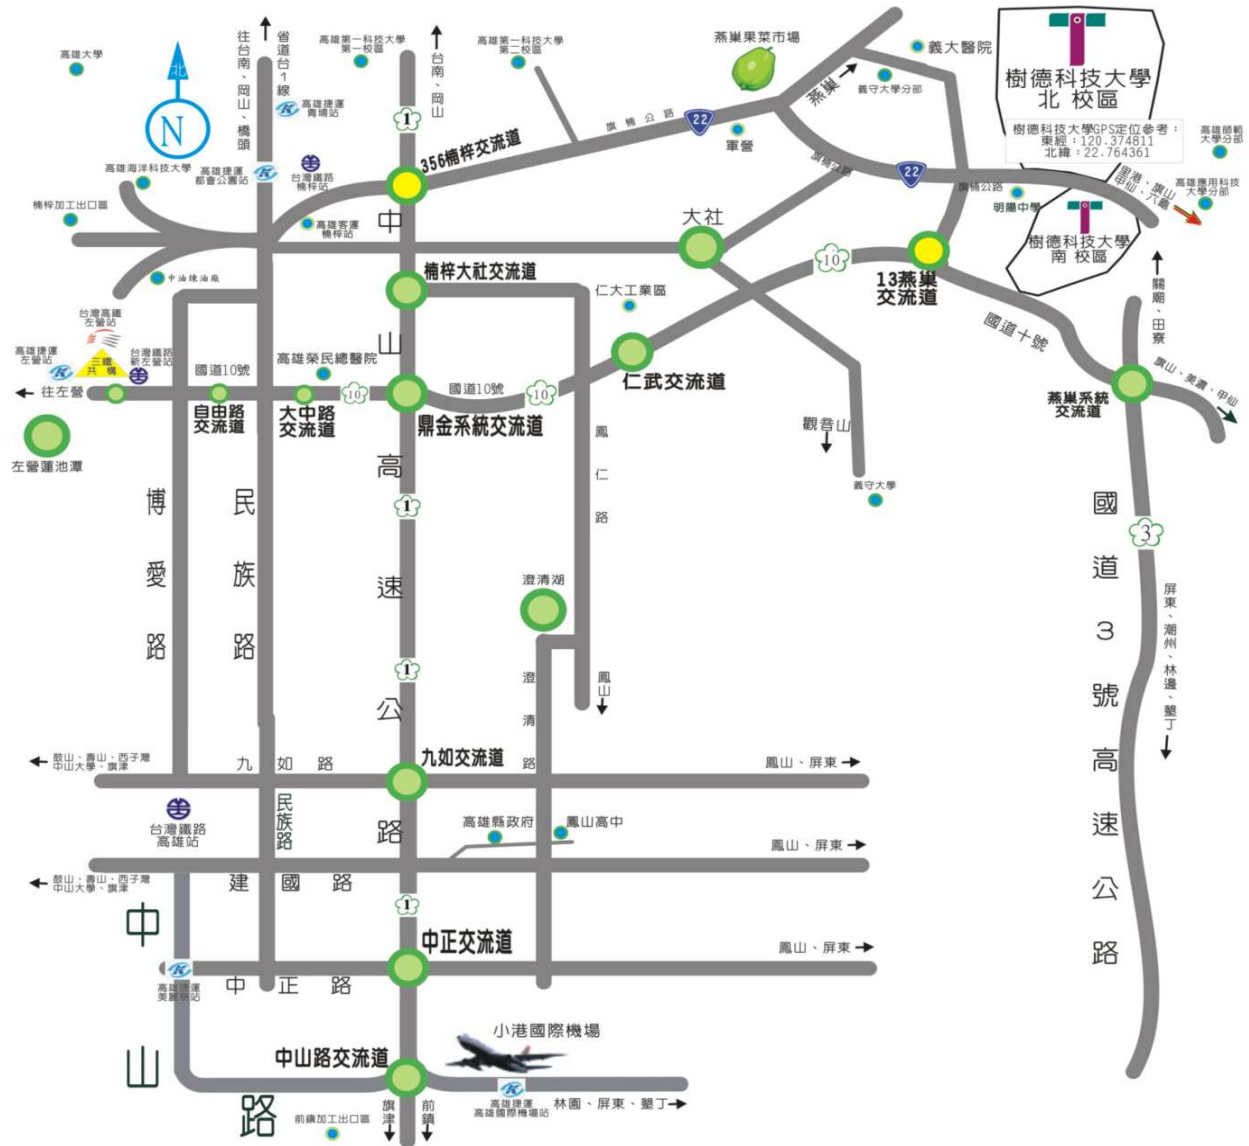 高雄大學
往台南、岡山、橋頭
省道台1線
高雄第一科技大學
第一校區
台南、岡山
高雄第一科技大學
第二校區
燕巢果菜市場
義大醫院
樹德科技大學
北 校區
樹德科技大學GPS定位參考：
東經：120.374811
北緯：22.764361
高雄師範
大學分部
北
N
高雄捷運
青埔站
1
燕巢
義守大學分部
旗楠公路
22
軍營
高雄海洋科技大學
高雄捷運
都會公園站
台灣鐵路
楠梓站
356楠梓交流道
旗楠公路
22
旗楠公路
明陽中學
里港、旗山
甲仙、六龜
高雄應用科技
大學分部
楠梓加工出口區
高雄客運
楠梓站
大社
樹德科技大學
南 校區
中油煉油廠
楠梓大社交流道
仁大工業區
10
13燕巢
交流道
關廟、田寮
國道十號
台灣高鐵
左營站
高雄捷運
左營站
三鐵
共構
台灣鐵路
新左營站
國道10號
高雄榮民總醫院
仁武交流道
旗山、美濃、甲仙
往左營
自由路
交流道
大中路
交流道
10
國道10號
10
鼎金系統交流道
燕巢系統
交流道
左營蓮池潭
觀音山
鳳仁路
義守大學
博愛路
民族路
中山高速公路
1
1
1
國道3號高速公路
3
澄清湖
澄清路
鳳山
屏東、潮州、林邊、墾丁
鼓山、壽山、西子灣
中山大學、旗津
九如路
九如交流道
鳳山、屏東
台灣鐵路
高雄站
民族路
高雄縣政府
鳳山高中
鳳山、屏東
鼓山、壽山、西子灣
中山大學、旗津
建國路
中正交流道
鳳山、屏東
高雄捷運
美麗島站
中正路
中山路
中山路交流道
小港國際機場
高雄捷運
高雄國際機場站
林園、屏東、墾丁
前鎮加工出口區
旗津
前鎮